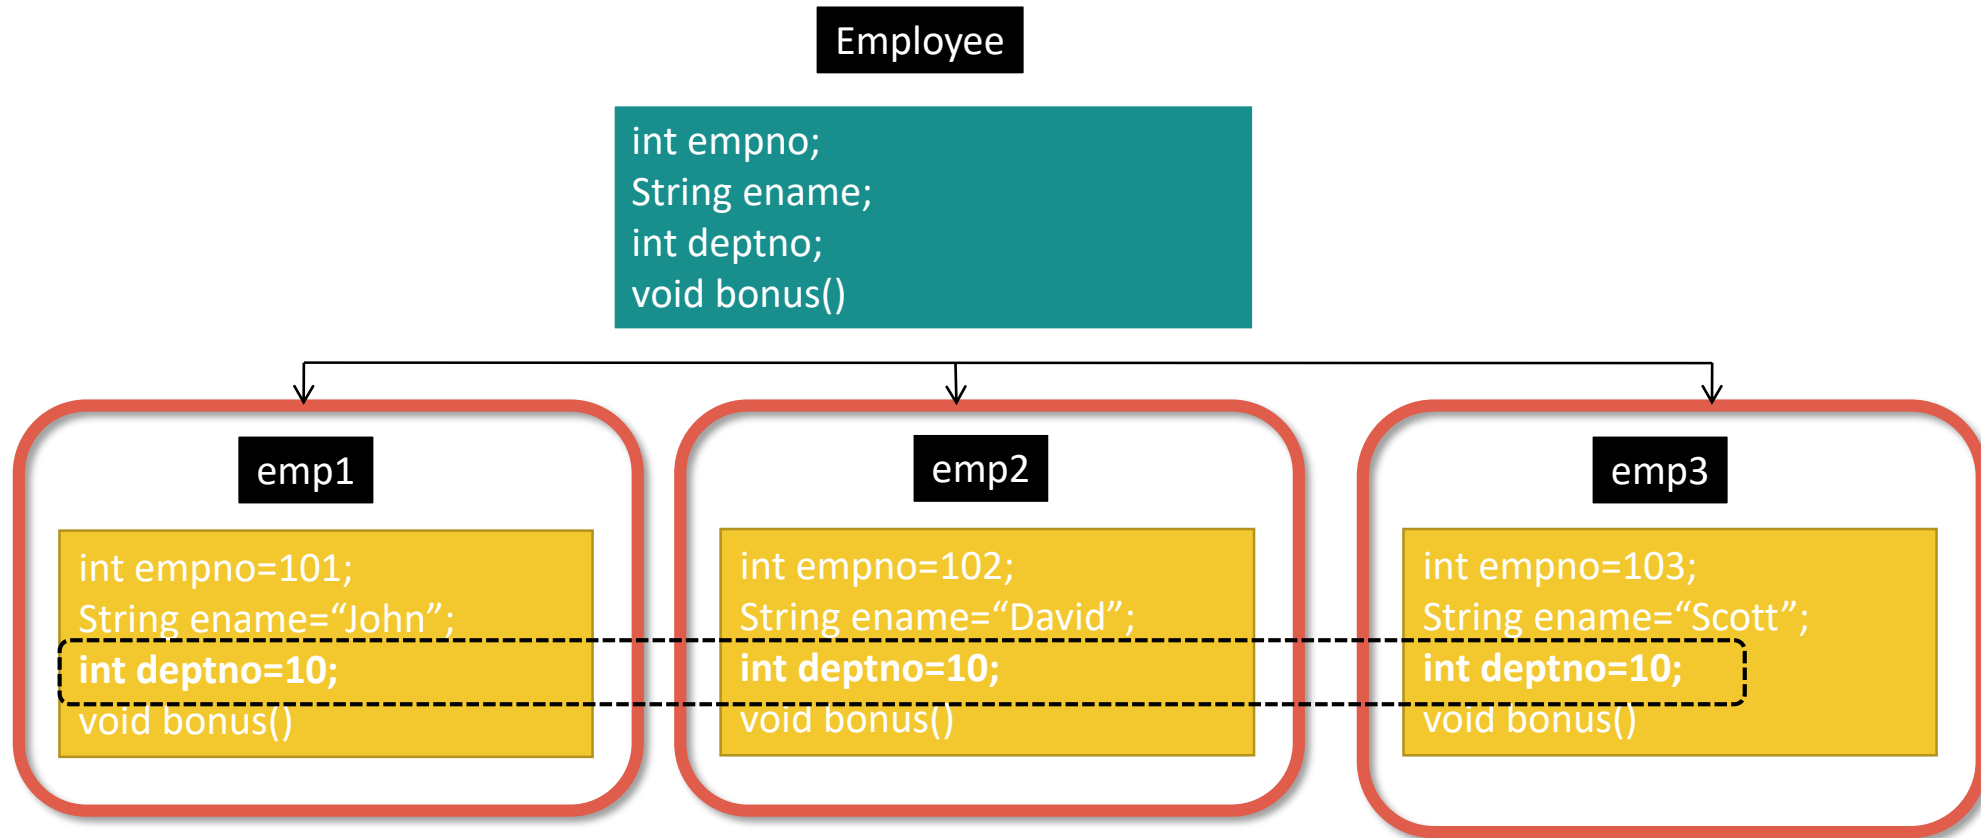 Employee
int empno;
String ename;
int deptno;
void bonus()
emp1
int empno=101;
String ename=“John”;
int deptno=10;
void bonus()
emp2
int empno=102;
String ename=“David”;
int deptno=10;
void bonus()
emp3
int empno=103;
String ename=“Scott”;
int deptno=10;
void bonus()